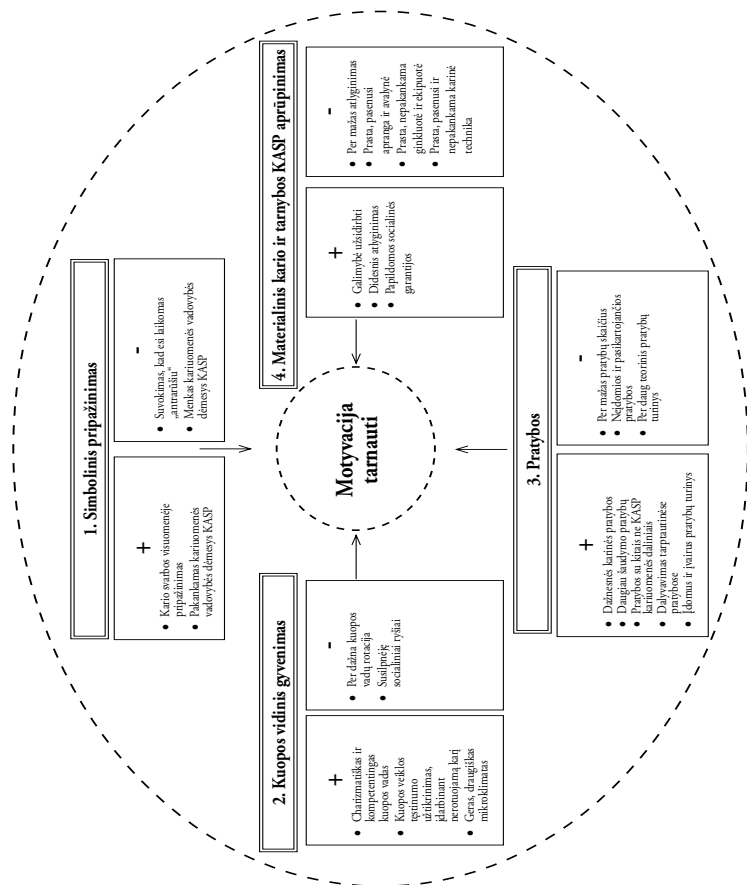 1. Simbolinis pripažinimas
+
• Kario svarbos visuomenėje
pripažinimas
• Pakankamas kariuomenės
vadovybės dėmesys KASP
-
• Suvokimas, kad esi laikomas
„antrarūšiu“
• Menkas kariuomenės vadovybės
dėmesys KASP
2. Kuopos vidinis gyvenimas
+
• Charizmatiškas ir
kompetentingas
kuopos vadas
• Kuopos veiklos
tęstinumo
užtikrinimas,
įdarbinant
nerotuojamą karį
• Geras, draugiškas
mikroklimatas
-
• Per dažna kuopos
vadų rotacija
• Susilpnėję
socialiniai ryšiai
Motyvacija
tarnauti
4. Materialinis kario ir tarnybos KASP aprūpinimas
+
• Galimybė užsidirbti
• Didesnis atlyginimas
• Papildomos socialinės
garantijos
-
• Per mažas atlyginimas
• Prasta, pasenusi
apranga ir avalynė
• Prasta, nepakankama
ginkluotė ir ekipuotė
• Prasta, pasenusi ir
nepakankama karinė
technika
3. Pratybos
+
• Dažnesnės karinės pratybos
• Daugiau šaudymo pratybų
• Pratybos su kitais ne KASP
kariuomenės daliniais
• Dalyvavimas tarptautinėse
pratybose
• Įdomus ir įvairus pratybų turinys
-
• Per mažas pratybų skaičius
• Neįdomios ir pasikartojančios
pratybos
• Per daug teorinis pratybų
turinys